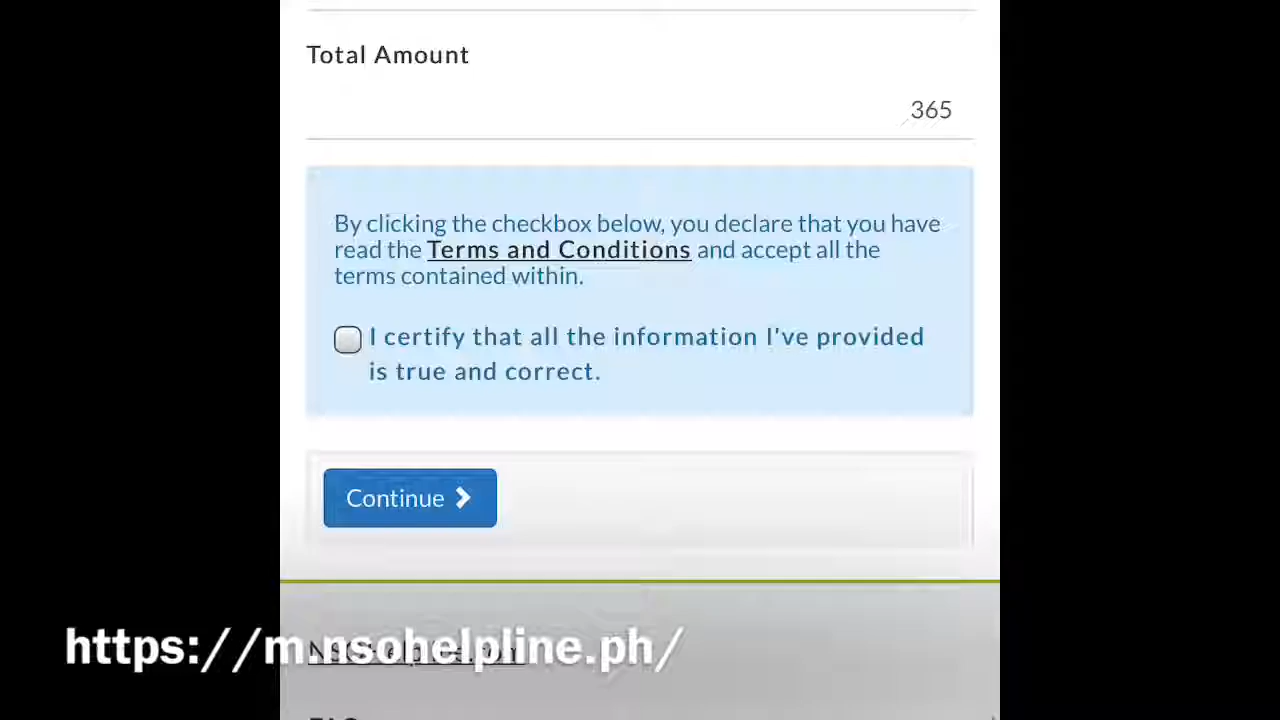 Total Amount
365
By clicking the checkbox below, you declare that you have
read the Terms and Conditions and accept all the
terms contained within.
I certify that all the information I've provided
is true and correct.
Continue
https://m.nsohelpline.ph/